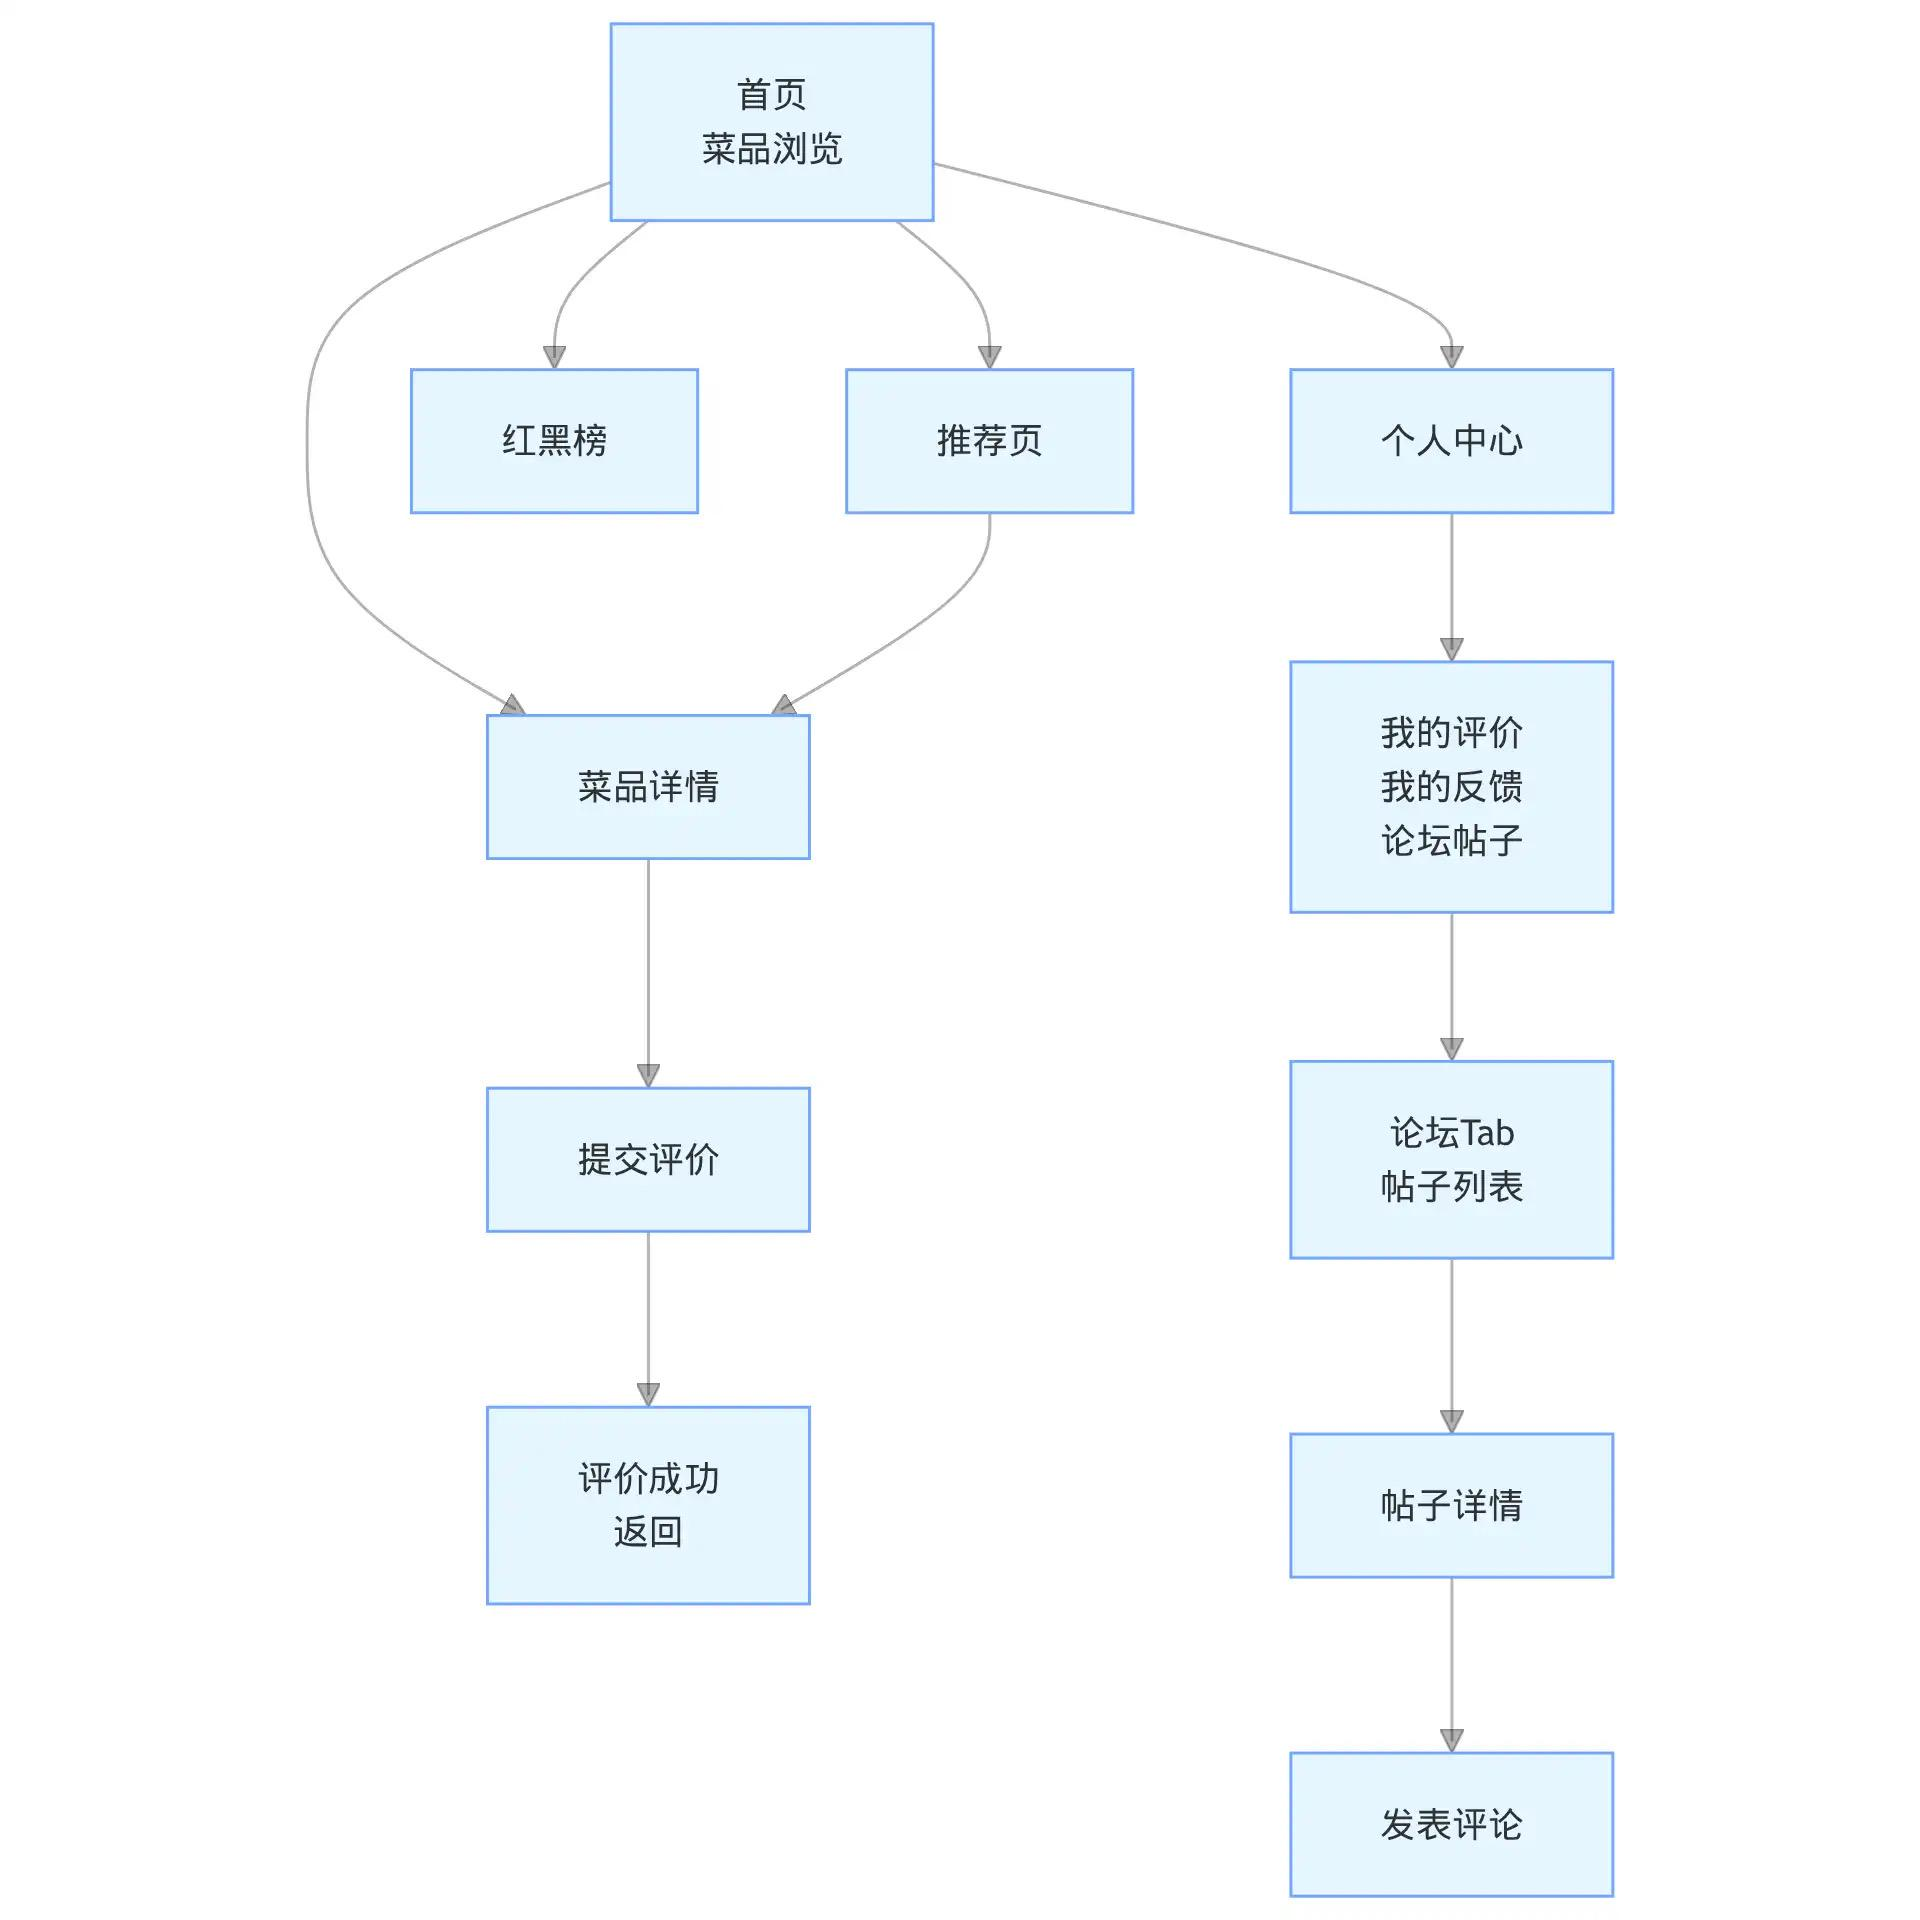 首页
菜品浏览
红黑榜
推荐页
个人中心
菜品详情
我的评价
我的反馈
论坛帖子
提交评价
论坛Tab
帖子列表
评价成功
返回
帖子详情
发表评论